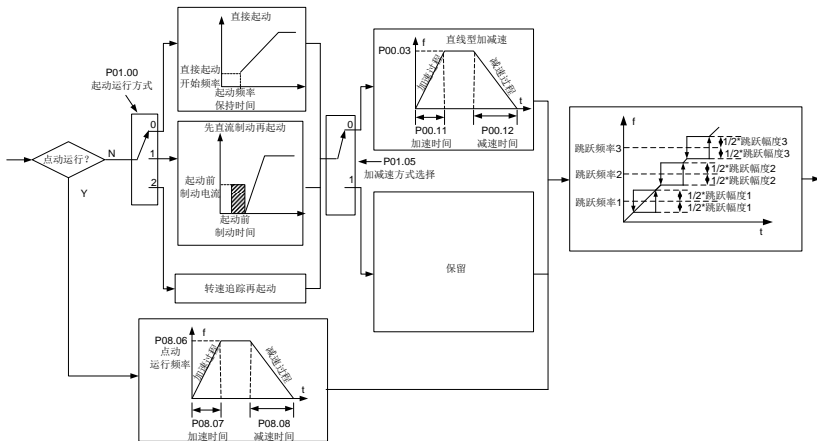 点动运行?
N
Y
P01.00
起动运行方式
0
1
2
直接起动
直接起动
开始频率
起动频率
保持时间
先直流制动再起动
起动前
制动电流
起动前
制动时间
转速追踪再起动
0
1
P01.05
加减速方式选择
P00.03
f
直线型加减速
加速过程
减速过程
t
P00.11
加速时间
P00.12
减速时间
保留
P08.06
点动
运行频率
f
加速过程
减速过程
t
P08.07
加速时间
P08.08
减速时间
f
跳跃频率3
跳跃频率2
跳跃频率1
1/2*跳跃幅度3
1/2*跳跃幅度3
1/2*跳跃幅度2
1/2*跳跃幅度2
1/2*跳跃幅度1
1/2*跳跃幅度1
t